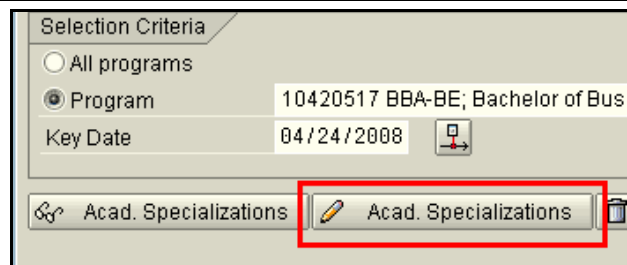 Selection Criteria
All programs
Program 10420517 BBA-BE; Bachelor of Bus
Key Date 04/24/2008
Acad. Specializations Acad. Specializations